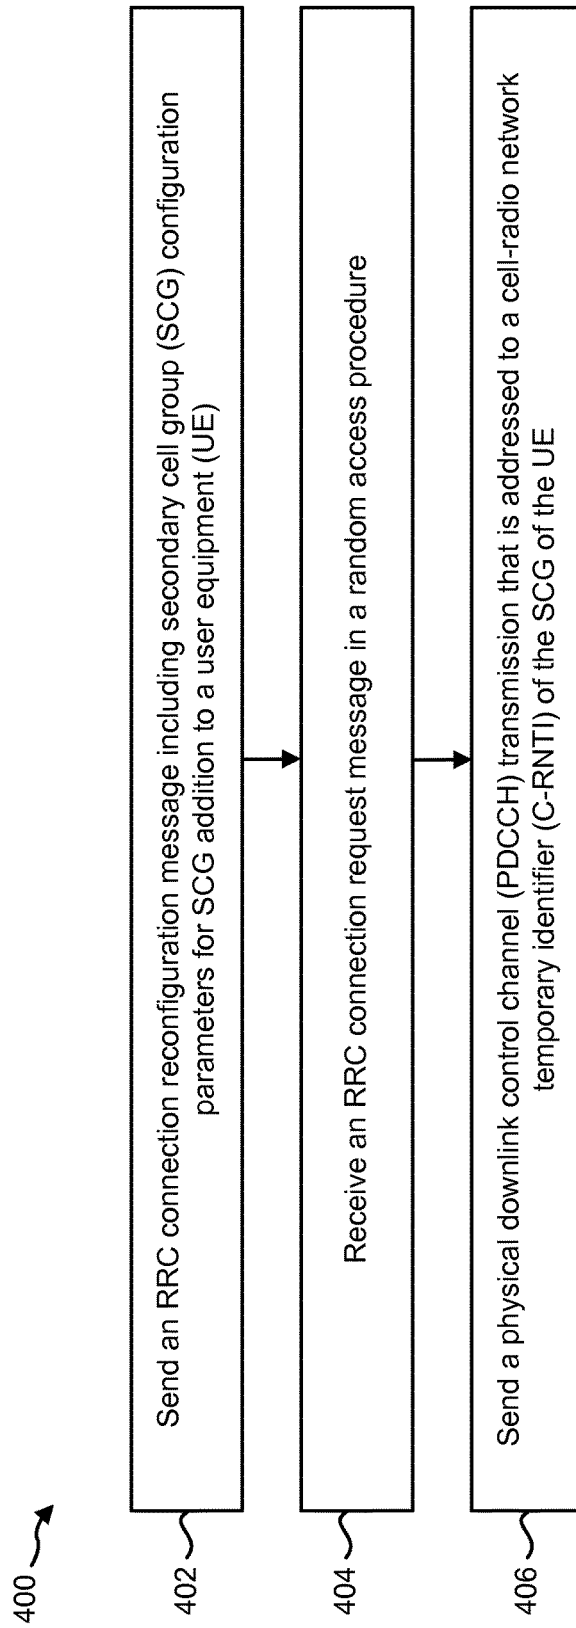 400
402
Send an RRC connection reconfiguration message including secondary cell group (SCG) configuration
parameters for SCG addition to a user equipment (UE)
404
Receive an RRC connection request message in a random access procedure
406
Send a physical downlink control channel (PDCCH) transmission that is addressed to a cell-radio network
temporary identifier (C-RNTI) of the SCG of the UE